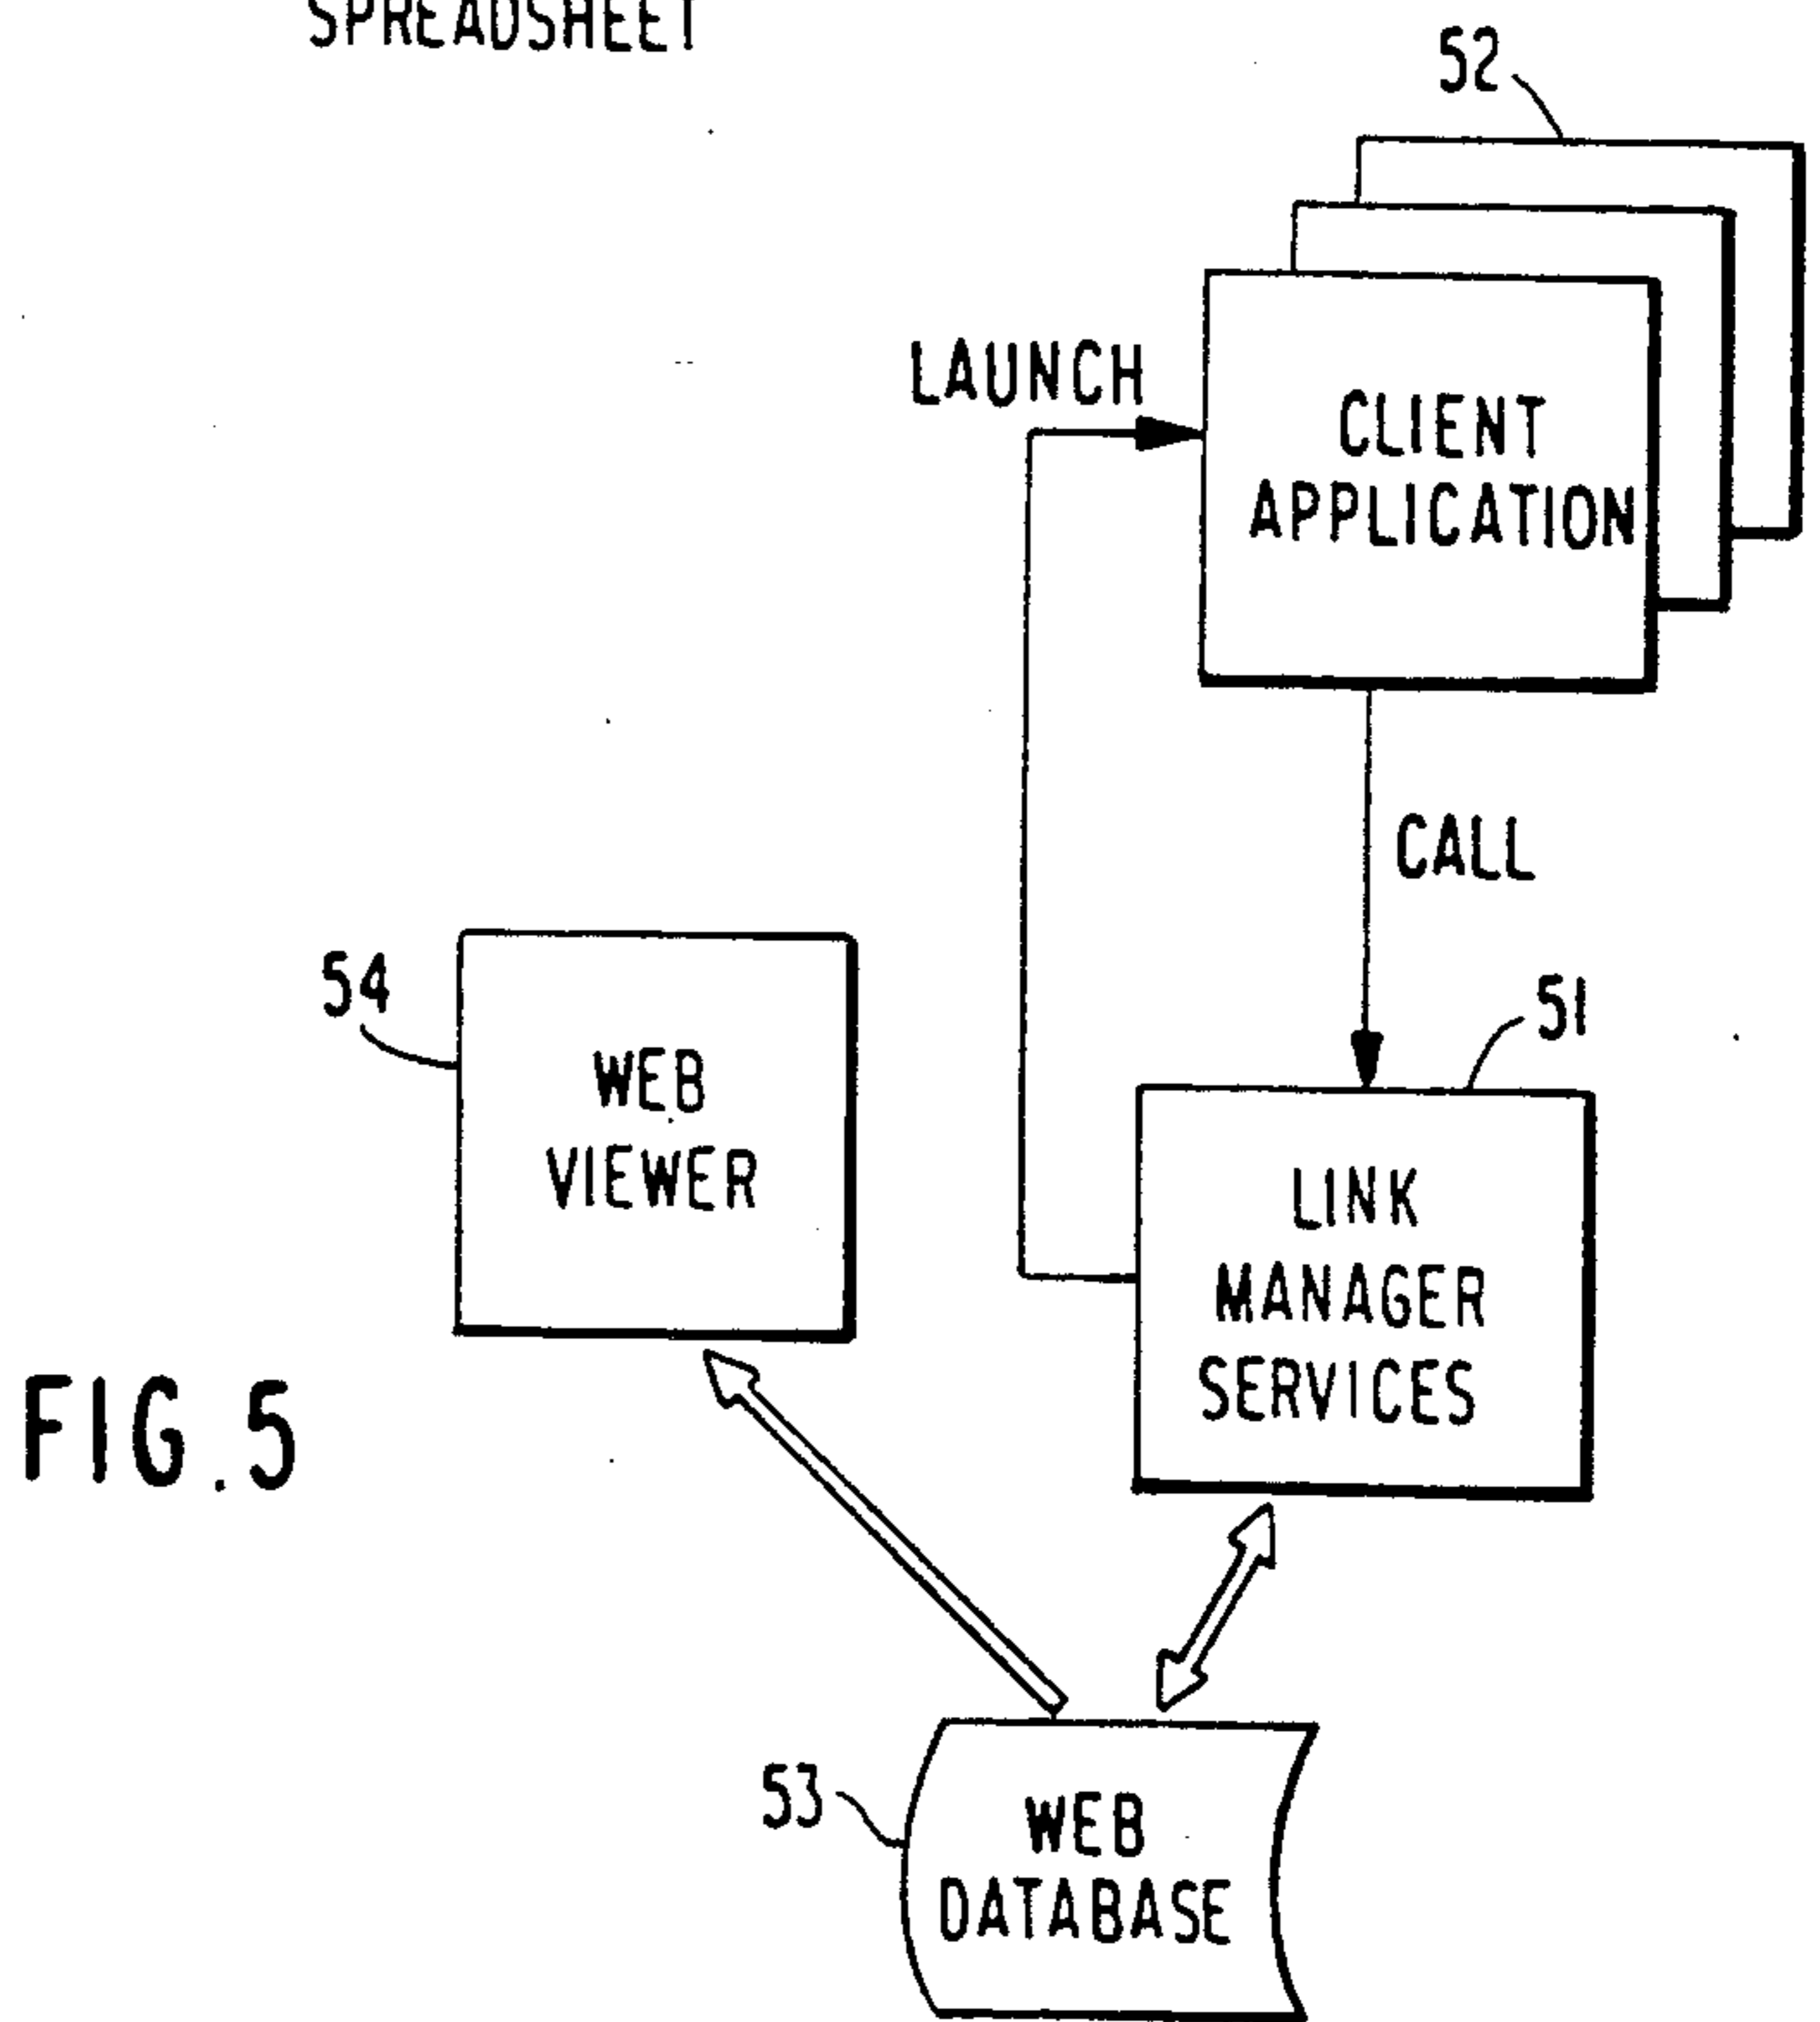 SPREADSHEET
52
LAUNCH
CLIENT
APPLICATION
CALL
54
51
WEB
VIEWER
LINK
MANAGER
SERVICES
FIG.5
53
WEB
DATABASE